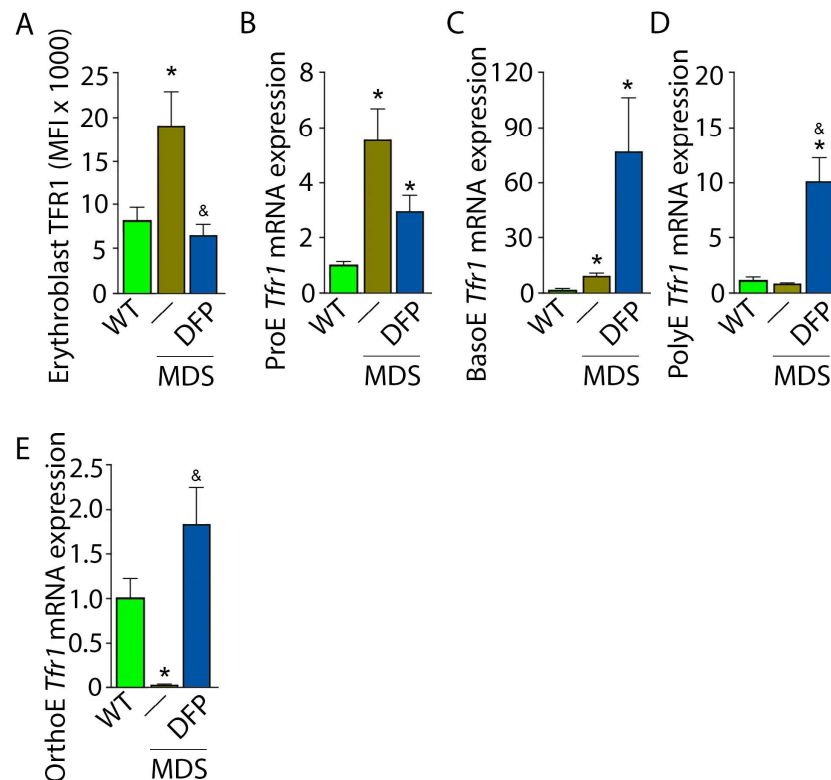 A
Erythroblast TFR1 (MFI x 1000)
25
20
15
10
5
0
*
&
WT
—
DFP
MDS
B
ProE Tfr1 mRNA expression
8
6
4
2
0
*
*
WT
—
DFP
MDS
C
BasoE Tfr1 mRNA expression
120
90
60
30
0
*
*
WT
—
DFP
MDS
D
PolyE Tfr1 mRNA expression
20
15
10
5
0
&
*
WT
—
DFP
MDS
E
OrthoE Tfr1 mRNA expression
2.5
2.0
1.5
1.0
0.5
0
*
&
WT
—
DFP
MDS